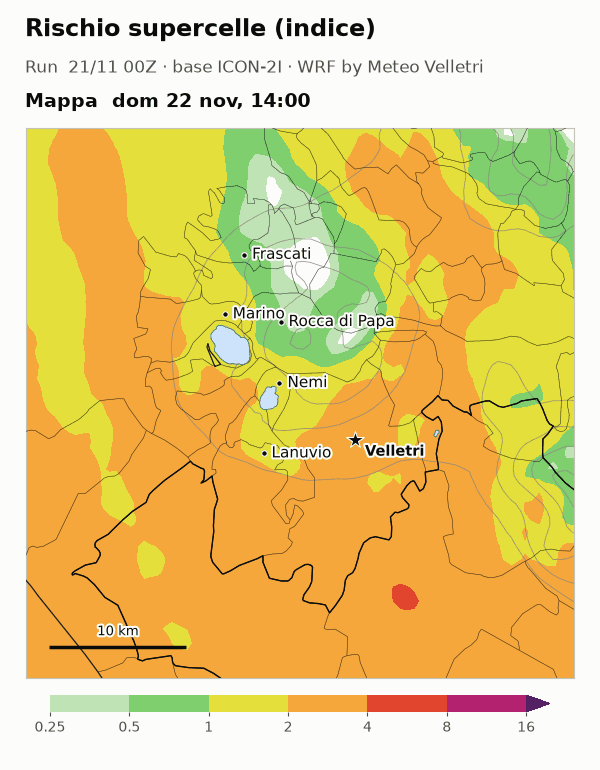 Rischio supercelle (indice)
Run  21/11 00Z · base ICON-2I · WRF by Meteo Velletri
Mappa  dom 22 nov, 14:00
Frascati
Marino
Rocca di Papa
Nemi
Velletri
Lanuvio
10 km
0.25 0.5 1 2 4 8 16